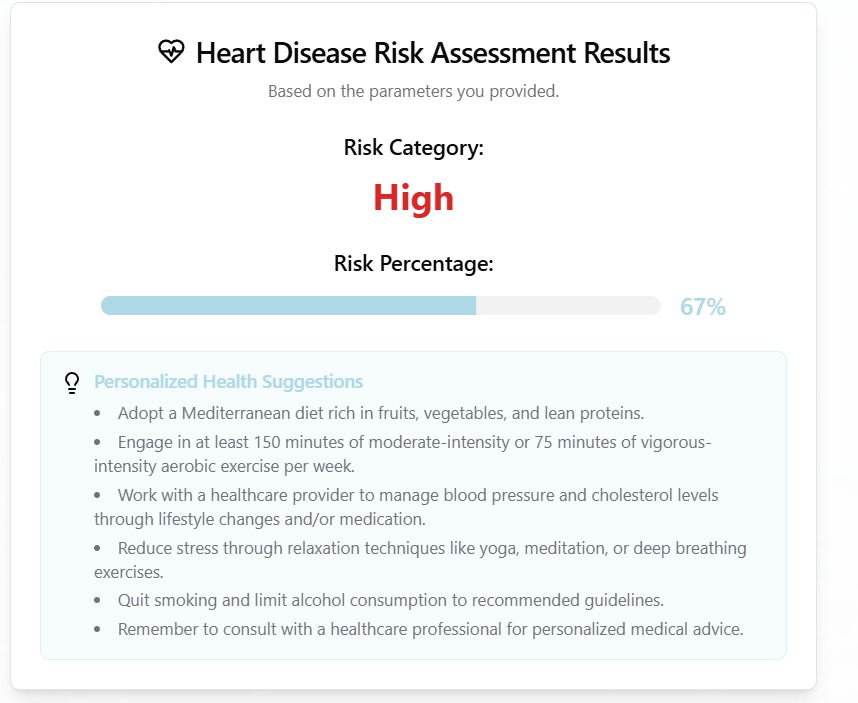 Heart Disease Risk Assessment Results
Based on the parameters you provided.
Risk Category:
High
Risk Percentage:
67%
Personalized Health Suggestions
• Adopt a Mediterranean diet rich in fruits, vegetables, and lean proteins.
• Engage in at least 150 minutes of moderate-intensity or 75 minutes of vigorous-
intensity aerobic exercise per week.
• Work with a healthcare provider to manage blood pressure and cholesterol levels
through lifestyle changes and/or medication.
• Reduce stress through relaxation techniques like yoga, meditation, or deep breathing
exercises.
• Quit smoking and limit alcohol consumption to recommended guidelines.
• Remember to consult with a healthcare professional for personalized medical advice.